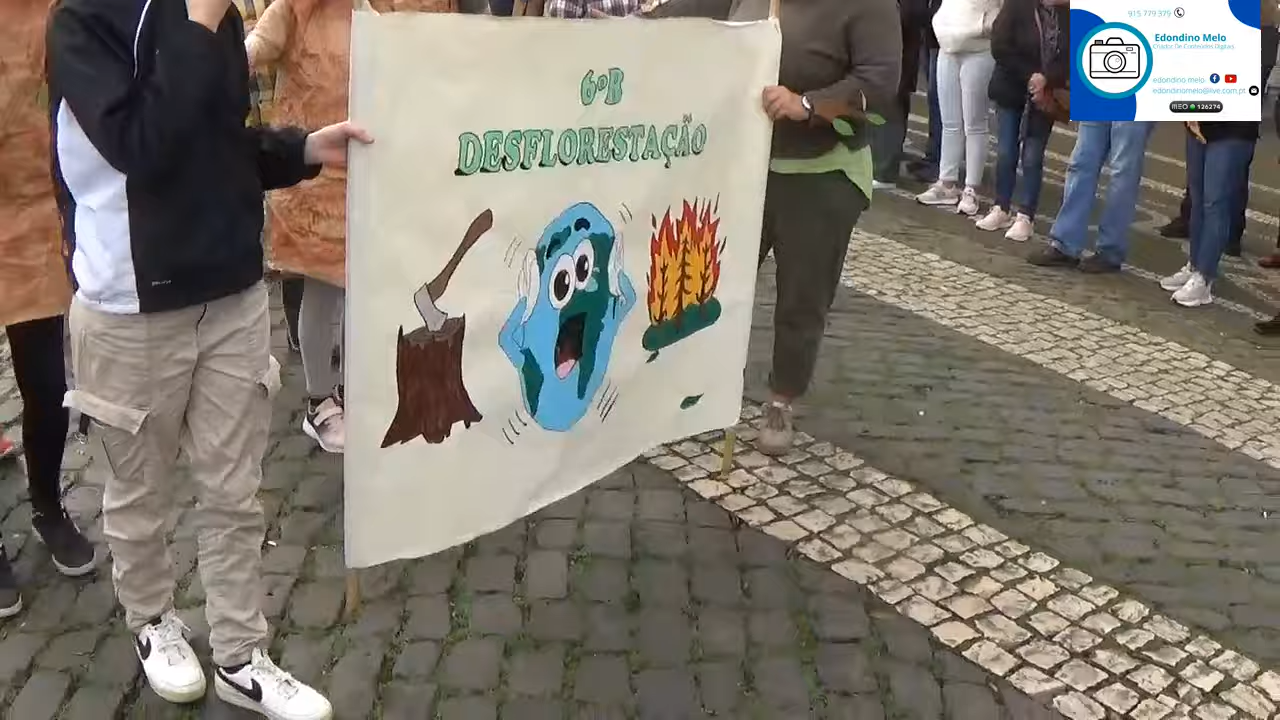 6ºB
DESFLORESTAÇÃO
915 779 379
Edondino Melo
Criador De Conteúdos Digitais
edondino melo
edondinomelo@live.com.pt
MEO 126274